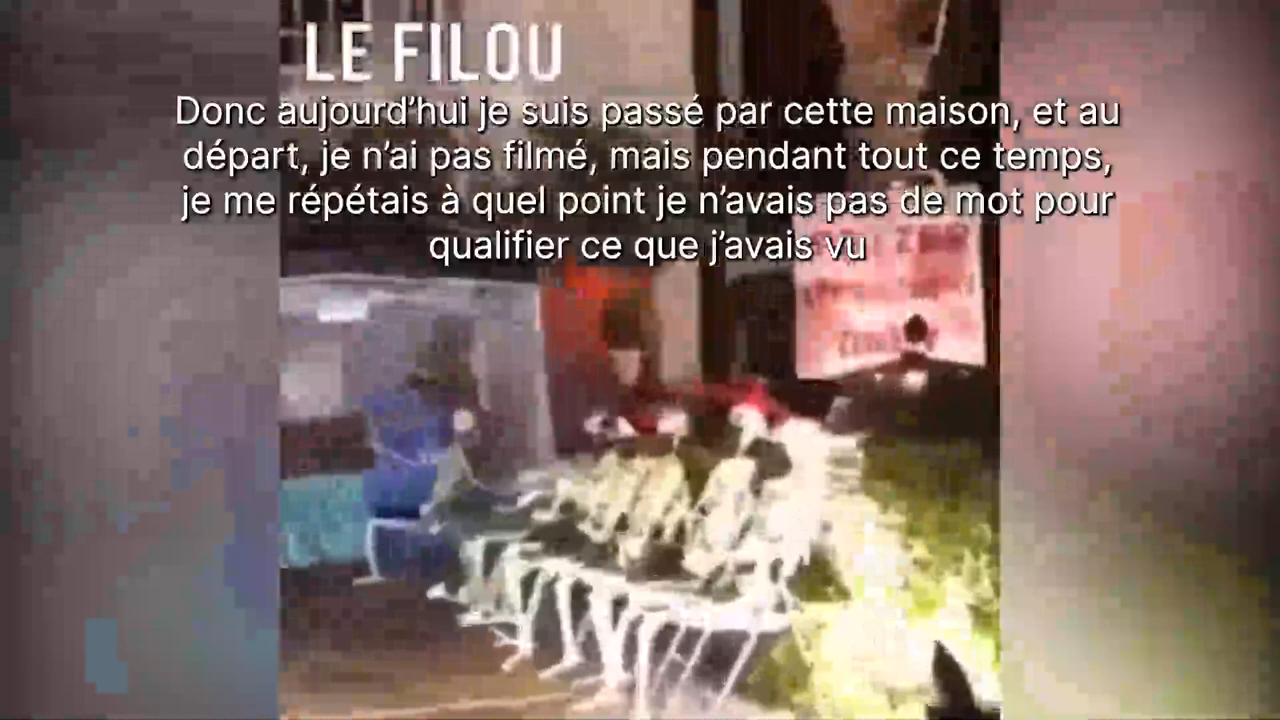 LE FILOU
Donc aujourd’hui je suis passé par cette maison, et au
départ, je n’ai pas filmé, mais pendant tout ce temps,
je me répétais à quel point je n’avais pas de mot pour
qualifier ce que j’avais vu